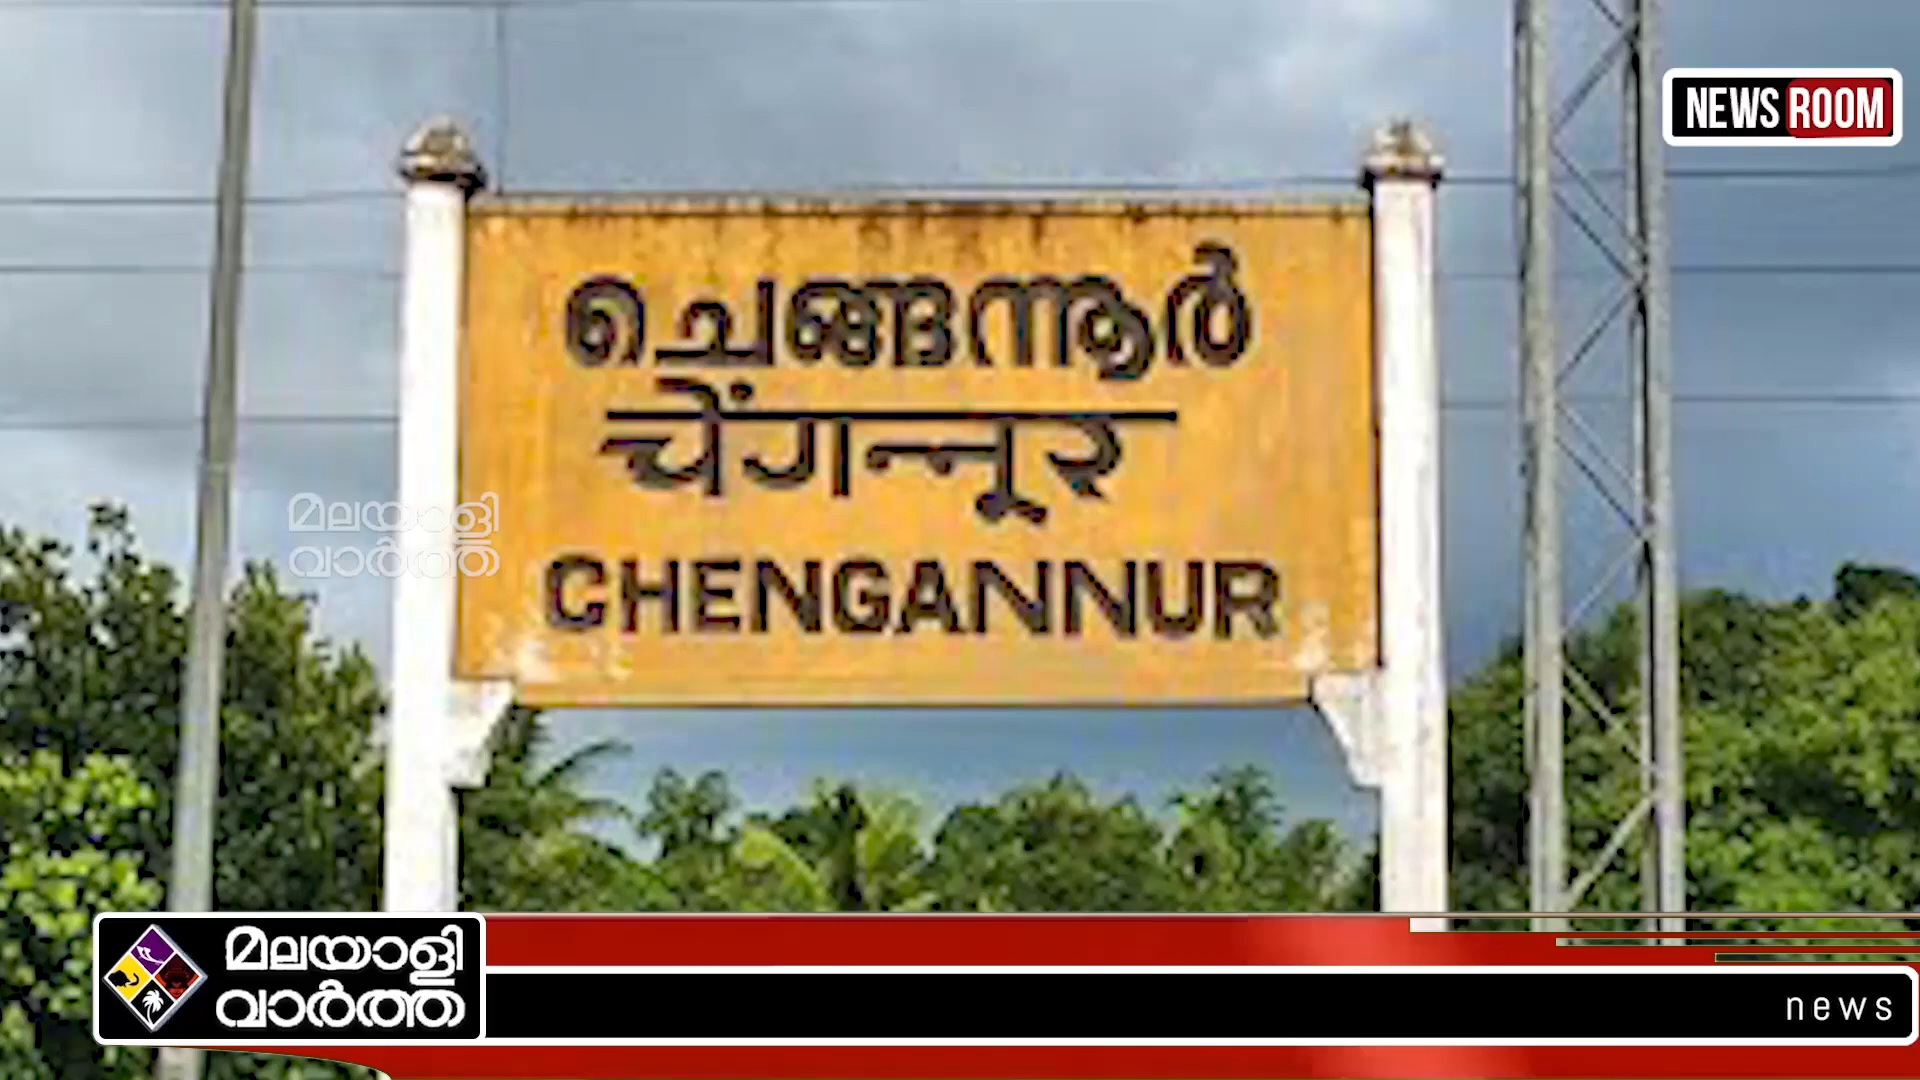 NEWS ROOM
ചെങ്ങന്നൂർ
चेंगन्नूर
CHENGANNUR
മലയാളി
വാർത്ത
മലയാളി
വാർത്ത
news